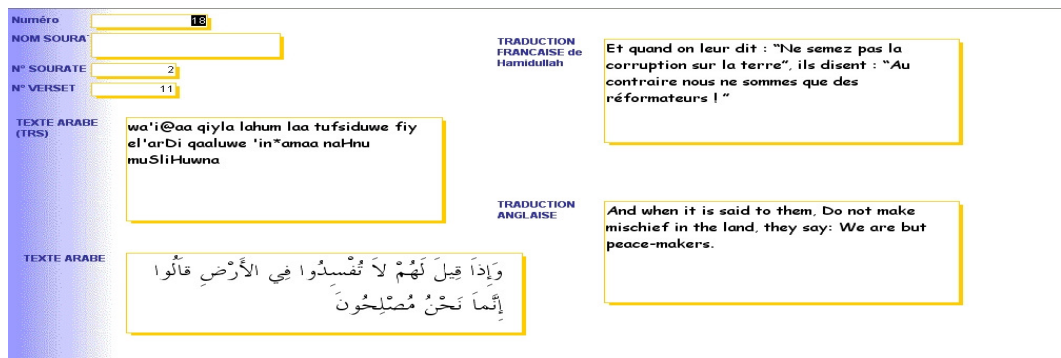 Numéro 18
NOM SOURAT
N° SOURATE 2
N° VERSET 11
TEXTE ARABE
(TRS)
wa'i@aa qiyla lahum laa tufsiduwe fiy
el'arDi qaaluwe 'in*amaa naHnu
muSliHuwna
TEXTE ARABE
وَإِذَا قِيلَ لَهُمْ لاَ تُفْسِدُوا فِي الأَرْضِ قَالُوا
إِنَّمَا نَحْنُ مُصْلِحُونَ
TRADUCTION
FRANCAISE de
Hamidullah
Et quand on leur dit : “Ne semez pas la
corruption sur la terre”, ils disent : “Au
contraire nous ne sommes que des
réformateurs ! ”
TRADUCTION
ANGLAISE
And when it is said to them, Do not make
mischief in the land, they say: We are but
peace-makers.